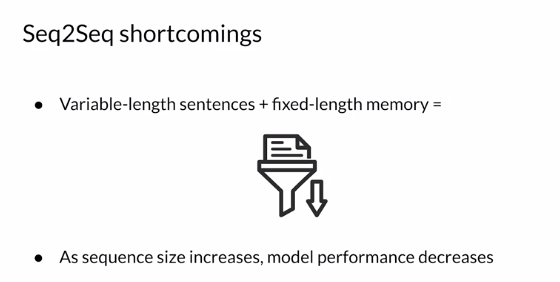 Seq2Seq shortcomings
● Variable-length sentences + fixed-length memory =
● As sequence size increases, model performance decreases